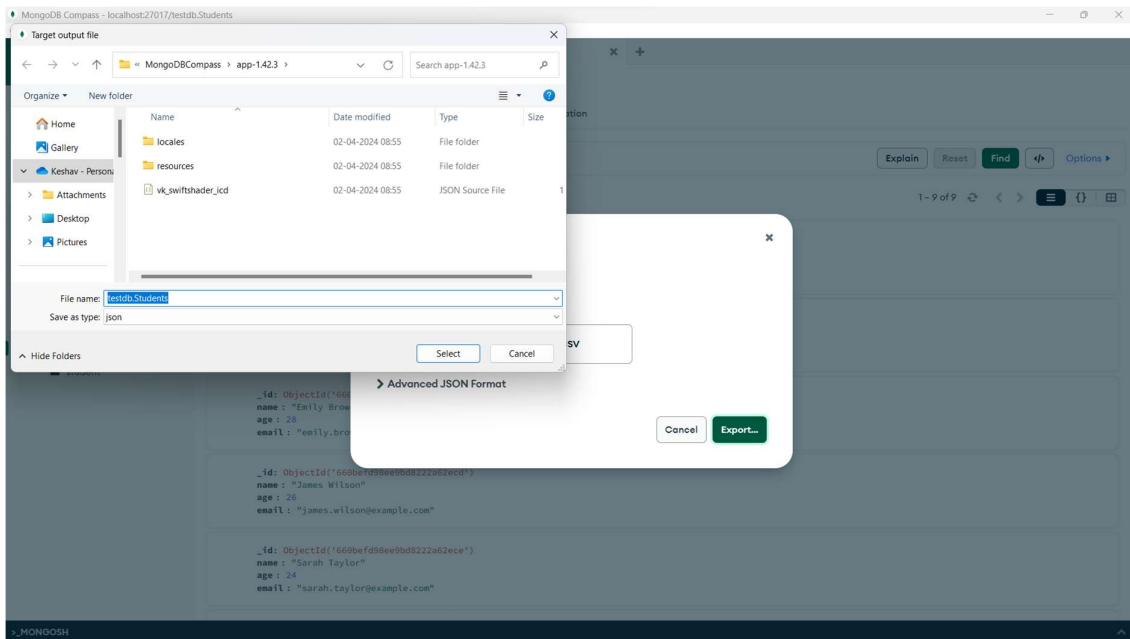 MongoDB Compass - localhost:27017/testdb.Students
Target output file
« MongoDBCompass > app-1.42.3 >
Search app-1.42.3
Organize
New folder
Name
Date modified
Type
Size
Home
Gallery
Keshav - Persona
Attachments
Desktop
Pictures
locales 02-04-2024 08:55 File folder
resources 02-04-2024 08:55 File folder
vk_swiftshader_icd 02-04-2024 08:55 JSON Source File 1
File name: testdb.Students
Save as type: json
Hide Folders
Select
Cancel
Explain
Reset
Find
</>
Options
1 – 9 of 9
{}
SV
Advanced JSON Format
Cancel
Export...
name : "Emily Brow
age : 28
email : "emily.bro
_id: ObjectId('660befd98ee9bd8222a62ecd')
name : "James Wilson"
age : 26
email : "james.wilson@example.com"
_id: ObjectId('660befd98ee9bd8222a62ece')
name : "Sarah Taylor"
age : 24
email : "sarah.taylor@example.com"
>_MONGOSH